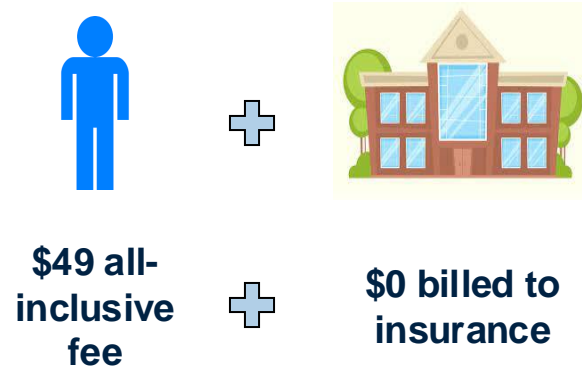 $49 all-
inclusive
fee
$0 billed to
insurance